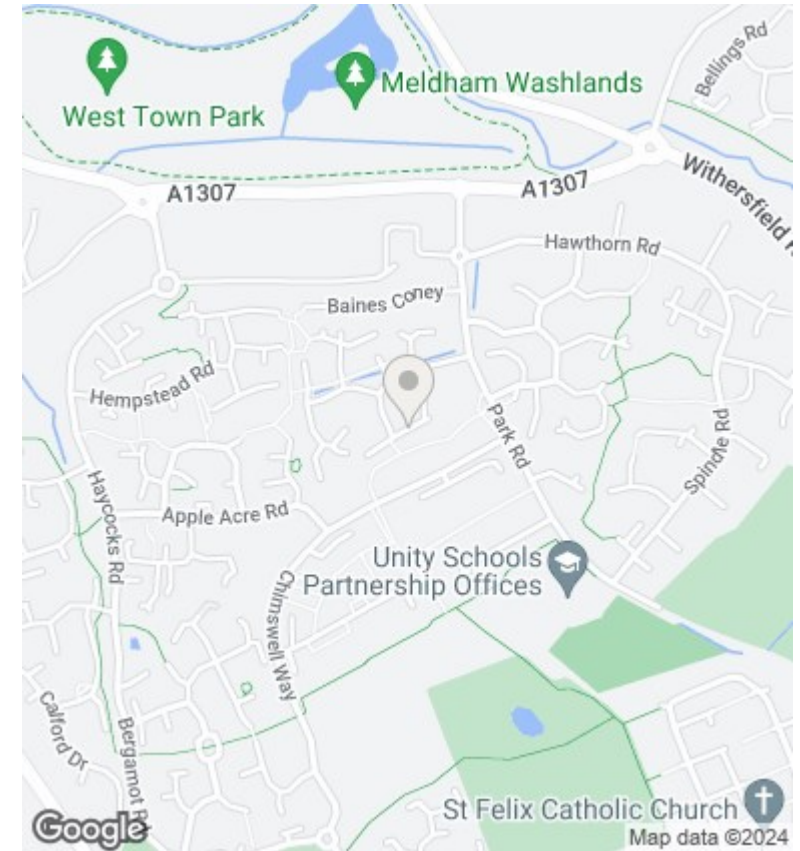 West Town Park
Meldham Washlands
Bellings Rd
A1307
A1307
Withersfield R
Hawthorn Rd
Baines Coney
Hempstead Rd
Park Rd
Spindle Rd
Haycocks Rd
Apple Acre Rd
Unity Schools
Partnership Offices
Chimswell Way
Calford Dr
Bergamot Rd
St Felix Catholic Church
Google
Map data ©2024